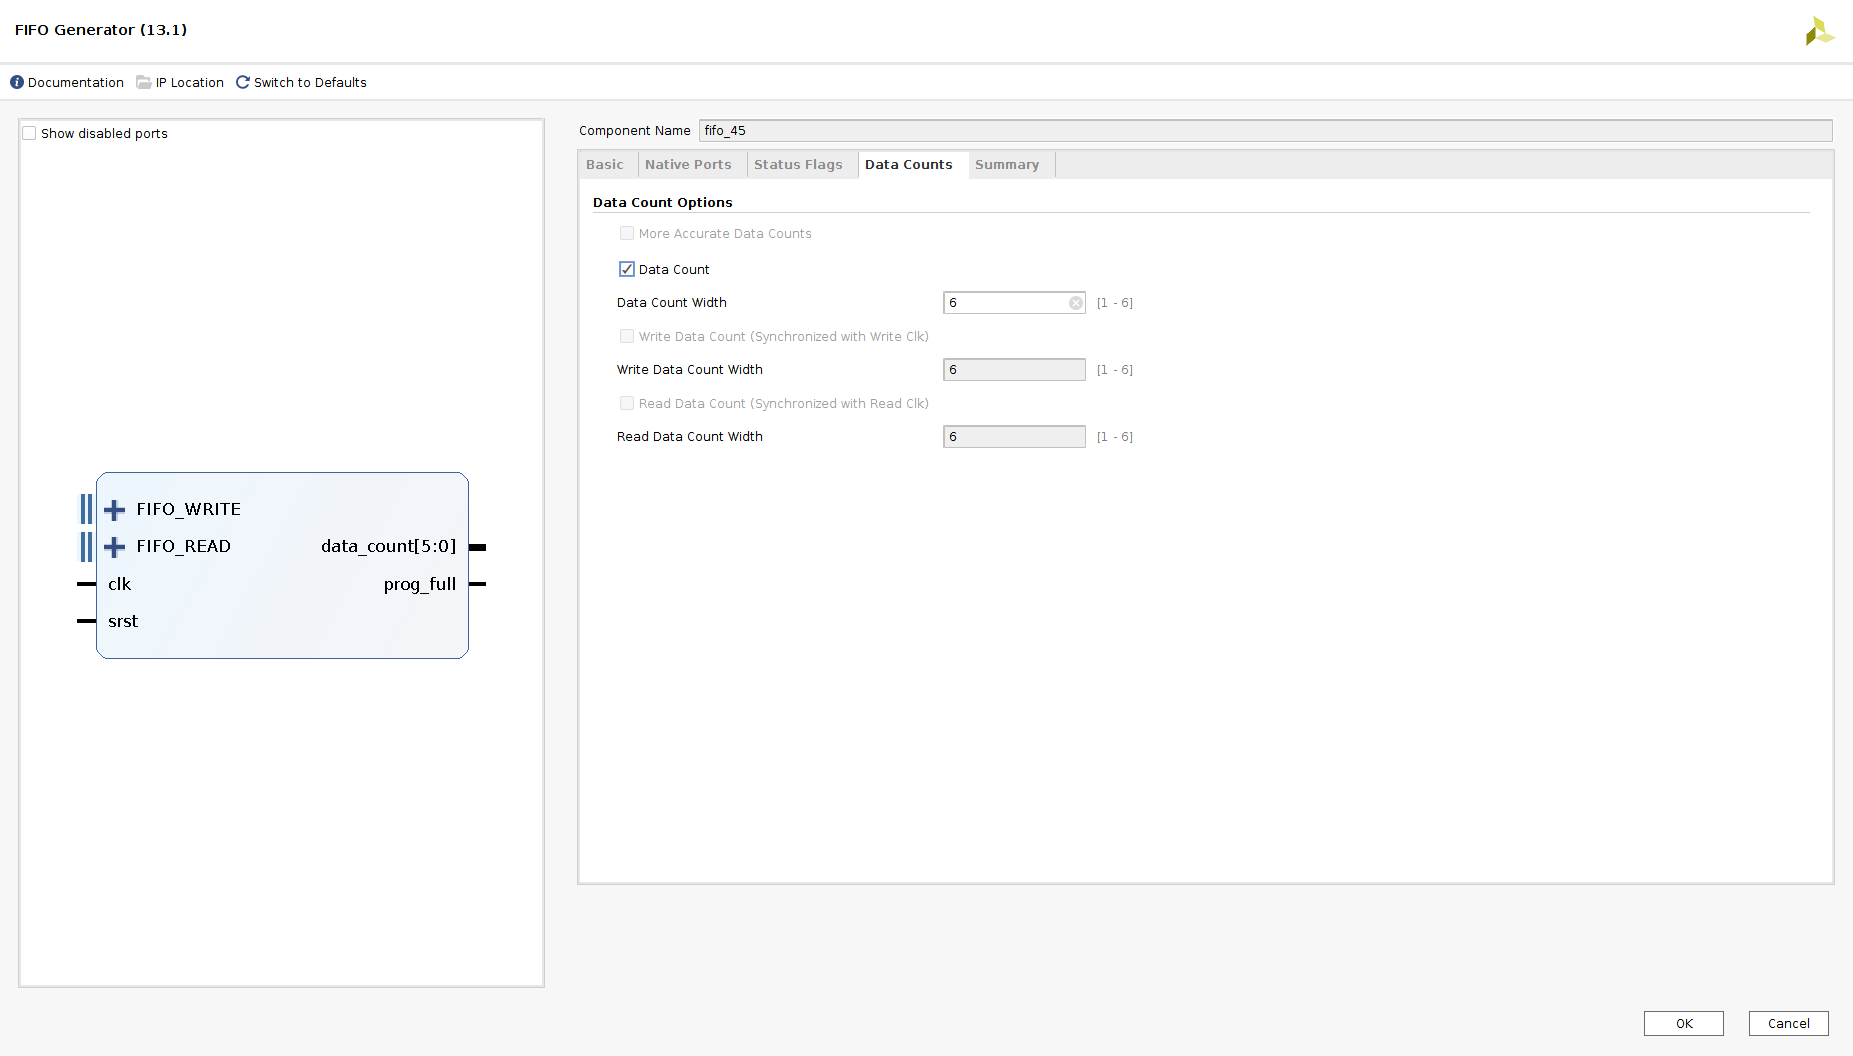 FIFO Generator (13.1)
Documentation IP Location Switch to Defaults
Show disabled ports
FIFO_WRITE
FIFO_READ data_count[5:0]
clk prog_full
srst
Component Name fifo_45
Basic Native Ports Status Flags Data Counts Summary
Data Count Options
More Accurate Data Counts
Data Count
Data Count Width 6 [1 - 6]
Write Data Count (Synchronized with Write Clk)
Write Data Count Width 6 [1 - 6]
Read Data Count (Synchronized with Read Clk)
Read Data Count Width 6 [1 - 6]
OK Cancel